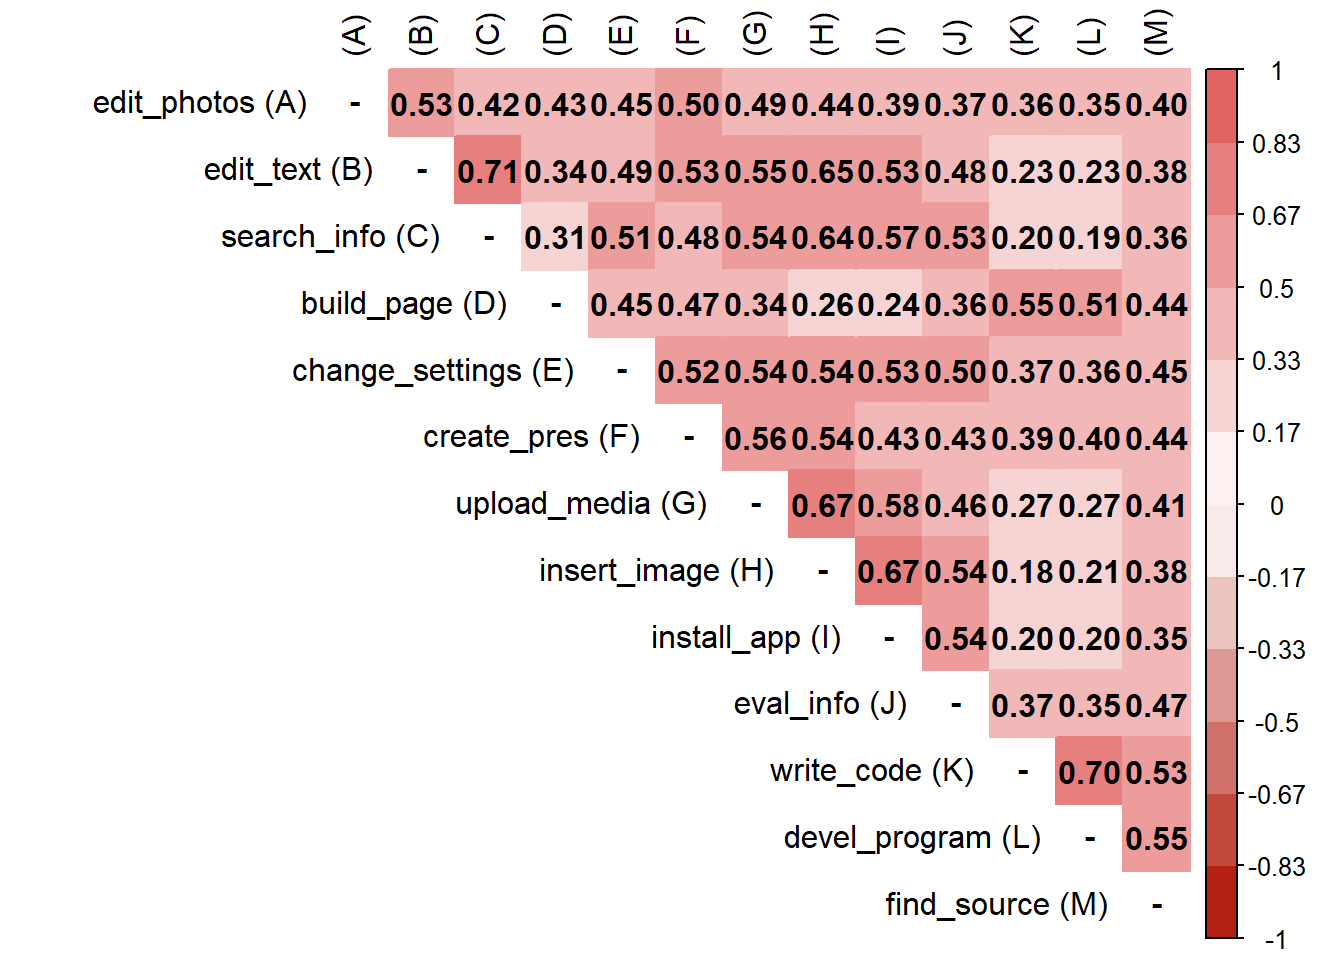 (A) (B) (C) (D) (E) (F) (G) (H) (I) (J) (K) (L) (M)
edit_photos (A) - 0.53 0.42 0.43 0.45 0.50 0.49 0.44 0.39 0.37 0.36 0.35 0.40
edit_text (B) - 0.71 0.34 0.49 0.53 0.55 0.65 0.53 0.48 0.23 0.23 0.38
search_info (C) - 0.31 0.51 0.48 0.54 0.64 0.57 0.53 0.20 0.19 0.36
build_page (D) - 0.45 0.47 0.34 0.26 0.24 0.36 0.55 0.51 0.44
change_settings (E) - 0.52 0.54 0.54 0.53 0.50 0.37 0.36 0.45
create_pres (F) - 0.56 0.54 0.43 0.43 0.39 0.40 0.44
upload_media (G) - 0.67 0.58 0.46 0.27 0.27 0.41
insert_image (H) - 0.67 0.54 0.18 0.21 0.38
install_app (I) - 0.54 0.20 0.20 0.35
eval_info (J) - 0.37 0.35 0.47
write_code (K) - 0.70 0.53
devel_program (L) - 0.55
find_source (M) -
1
0.83
0.67
0.5
0.33
0.17
0
-0.17
-0.33
-0.5
-0.67
-0.83
-1